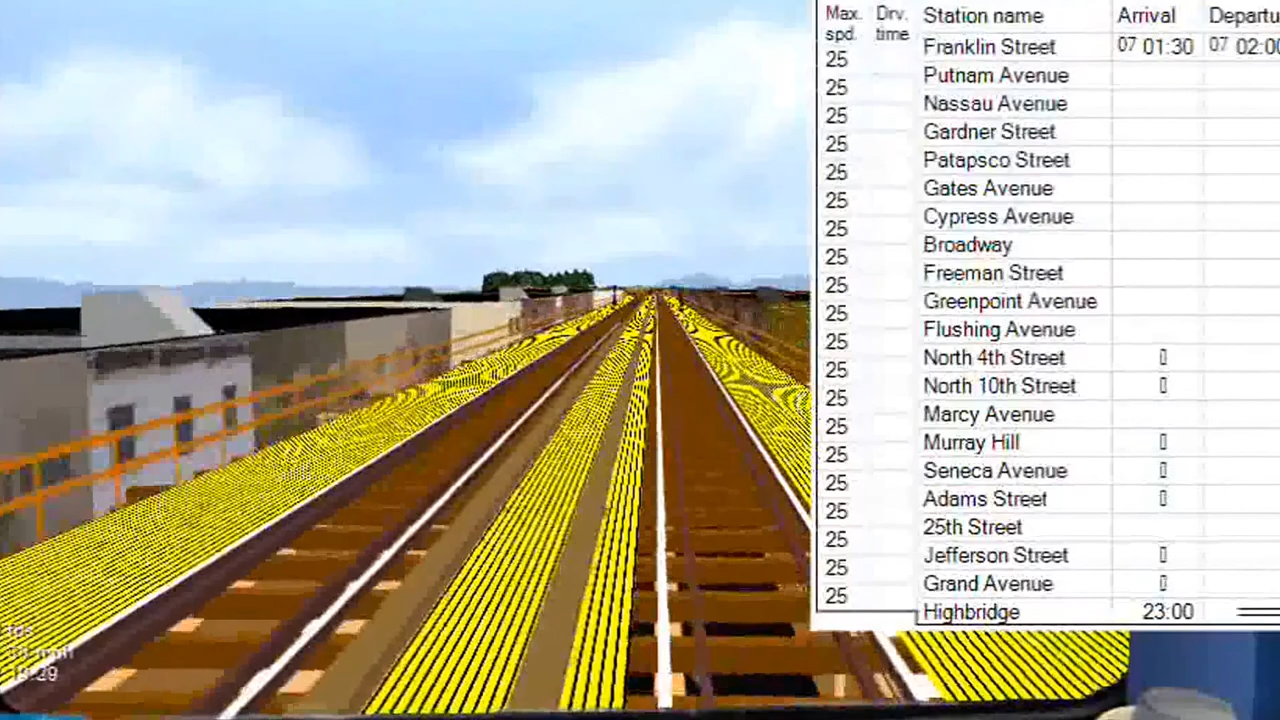 Max. Drv. Station name Arrival Departu
spd. time
Franklin Street 07 01:30 07 02:00
25
Putnam Avenue
25
Nassau Avenue
25
Gardner Street
25
Patapsco Street
25
Gates Avenue
25
Cypress Avenue
25
Broadway
25
Freeman Street
25
Greenpoint Avenue
25
Flushing Avenue
25
North 4th Street
25
North 10th Street
25
Marcy Avenue
25
Murray Hill
25
Seneca Avenue
25
Adams Street
25
25th Street
25
Jefferson Street
25
Grand Avenue
25
Highbridge 23:00